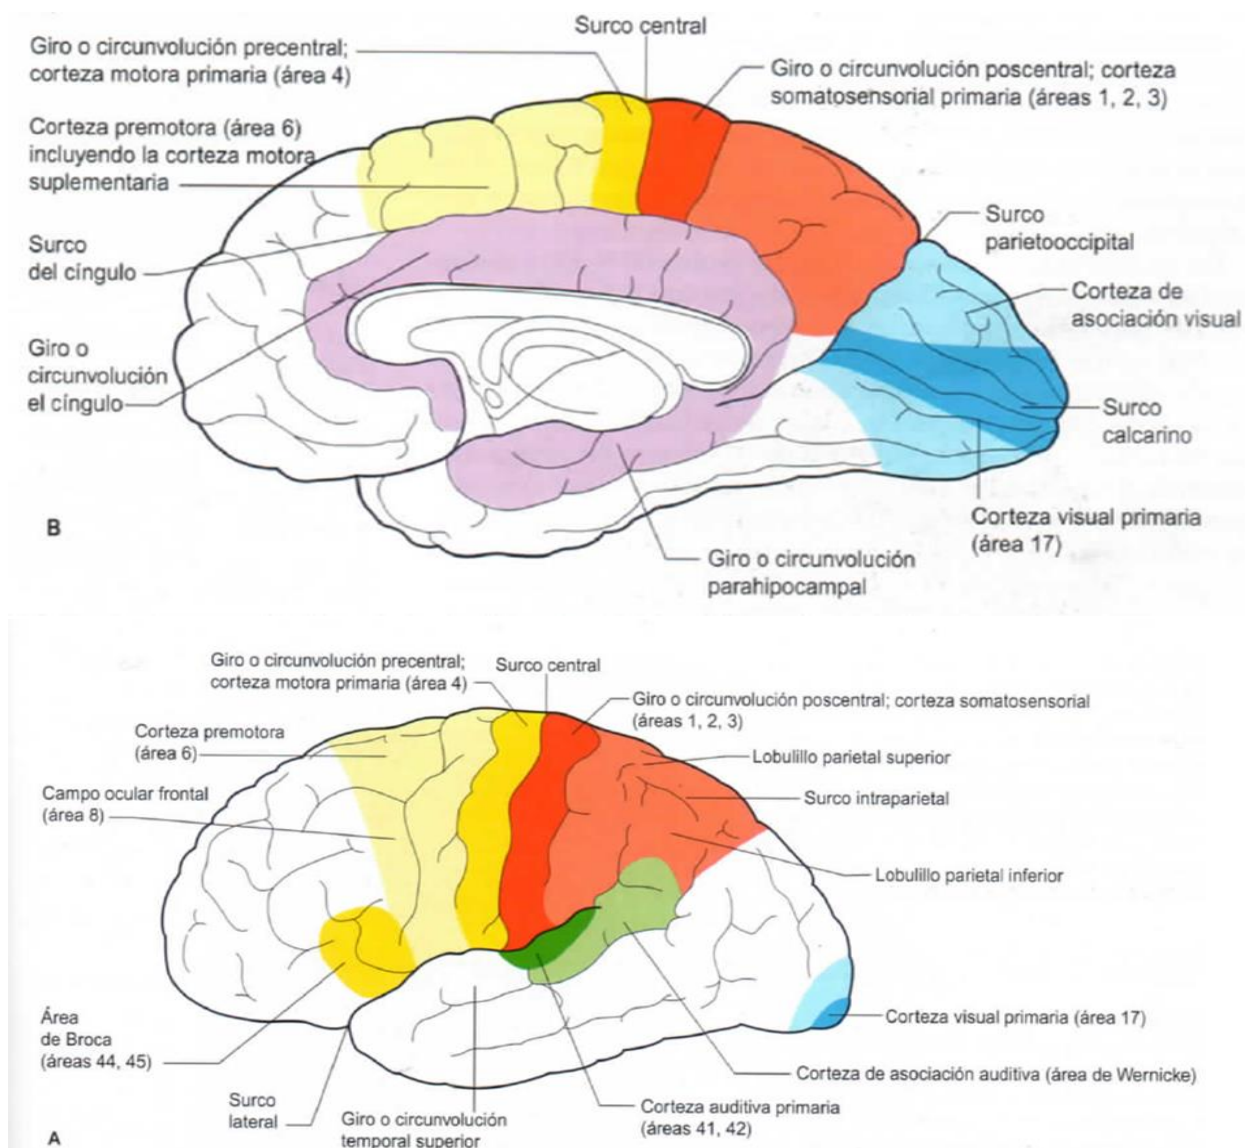 Surco central
Giro o circunvolución precentral;
corteza motora primaria (área 4)
Giro o circunvolución poscentral; corteza
somatosensorial primaria (áreas 1, 2, 3)
Corteza premotora (área 6)
incluyendo la corteza motora
suplementaria
Surco
parietooccipital
Surco
del cíngulo
Corteza de
asociación visual
Giro o
circunvolución
el cíngulo
Surco
calcarino
Corteza visual primaria
(área 17)
B
Giro o circunvolución
parahipocampal
Giro o circunvolución precentral;
corteza motora primaria (área 4)
Surco central
Giro o circunvolución poscentral; corteza somatosensorial
(áreas 1, 2, 3)
Corteza premotora
(área 6)
Lobulillo parietal superior
Campo ocular frontal
(área 8)
Surco intraparietal
Lobulillo parietal inferior
Área
de Broca
(áreas 44, 45)
Corteza visual primaria (área 17)
Corteza de asociación auditiva (área de Wernicke)
Surco
lateral
Giro o circunvolución
temporal superior
Corteza auditiva primaria
(áreas 41, 42)
A